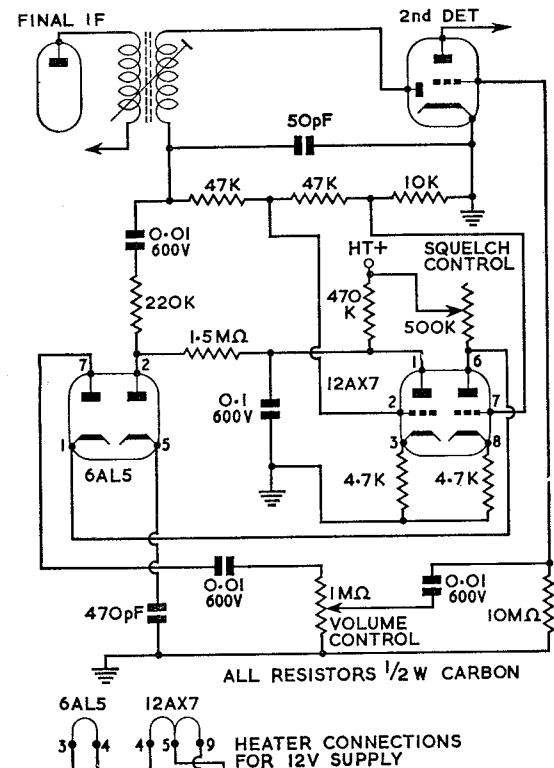 FINAL IF
2nd DET
50pF
47K
47K
10K
0.01
600V
HT+
SQUELCH
CONTROL
220K
470
K
500K
1.5MΩ
7
2
1
6
12AX7
0.1
600V
2
7
1
5
3
8
6AL5
4.7K
4.7K
0.01
600V
1MΩ
0.01
600V
470pF
VOLUME
CONTROL
10MΩ
ALL RESISTORS 1/2 W CARBON
6AL5
12AX7
3
4
4
5
9
HEATER CONNECTIONS
FOR 12V SUPPLY